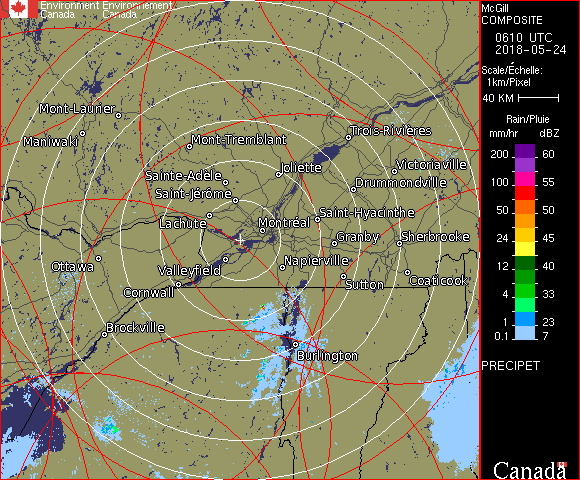 Environment Environnement
Canada Canada
McGill
COMPOSITE
0610 UTC
2018-05-24
Scale/Échelle:
1km/Pixel
40 KM
Rain/Pluie
mm/hr dBZ
200 60
100 55
50 50
24 45
12 40
4 33
1 23
0.1 7
PRECIPET
Canada
Mont-Laurier
Maniwaki
Mont-Tremblant
Trois-Rivières
Victoriaville
Joliette
Sainte-Adèle
Drummondville
Saint-Jérôme
Lachute
Montréal
Saint-Hyacinthe
Granby
Sherbrooke
Ottawa
Valleyfield
Napierville
Sutton
Coaticook
Cornwall
Brockville
Burlington